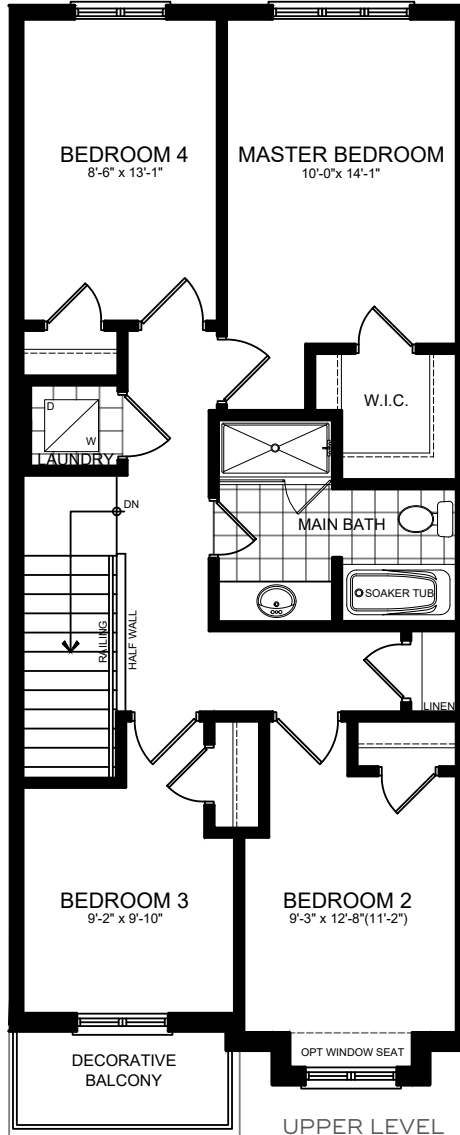 BEDROOM 4
8'-6" x 13'-1"
MASTER BEDROOM
10'-0"x 14'-1"
W.I.C.
D
W
LAUNDRY
DN
MAIN BATH
SOAKER TUB
RAILING
HALF WALL
LINEN
BEDROOM 3
9'-2" x 9'-10"
BEDROOM 2
9'-3" x 12'-8"(11'-2")
OPT WINDOW SEAT
DECORATIVE
BALCONY
UPPER LEVEL